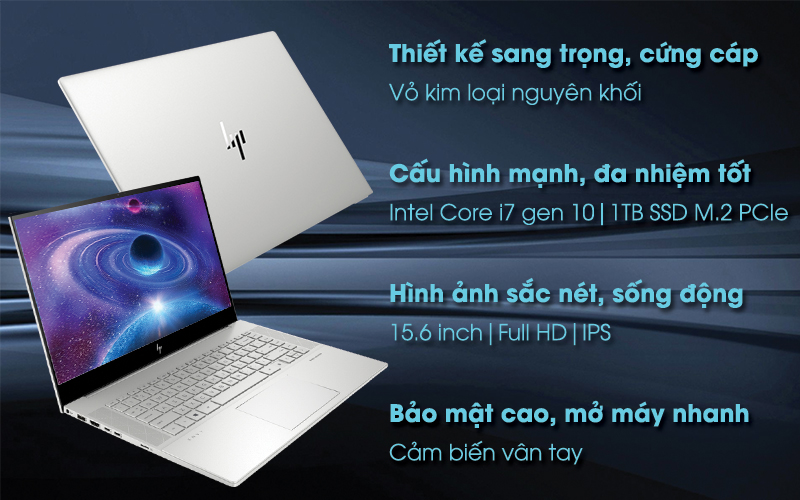 Thiết kế sang trọng, cứng cáp
Vỏ kim loại nguyên khối
Cấu hình mạnh, đa nhiệm tốt
Intel Core i7 gen 10|1TB SSD M.2 PCIe
Hình ảnh sắc nét, sống động
15.6 inch|Full HD|IPS
Bảo mật cao, mở máy nhanh
Cảm biến vân tay
hp